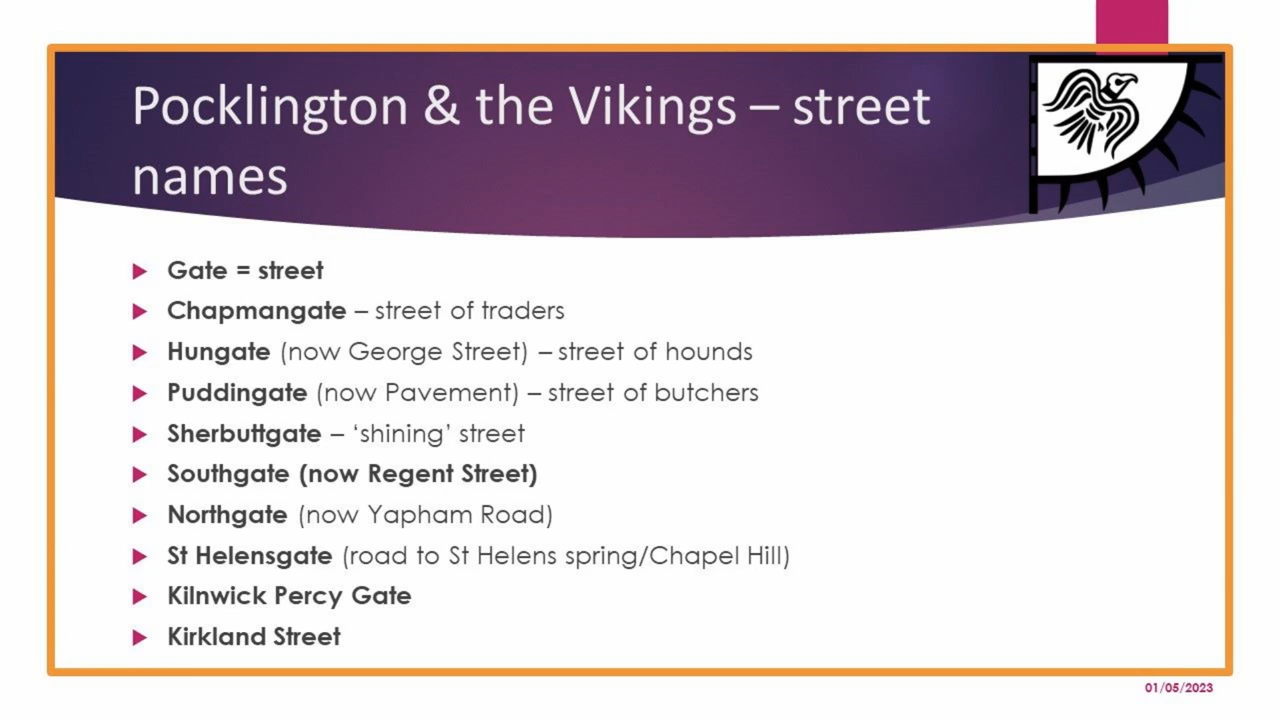 Pocklington & the Vikings – street
names
Gate = street
Chapmangate – street of traders
Hungate (now George Street) – street of hounds
Puddingate (now Pavement) – street of butchers
Sherbuttgate – ‘shining’ street
Southgate (now Regent Street)
Northgate (now Yapham Road)
St Helensgate (road to St Helens spring/Chapel Hill)
Kilnwick Percy Gate
Kirkland Street
01/05/2023